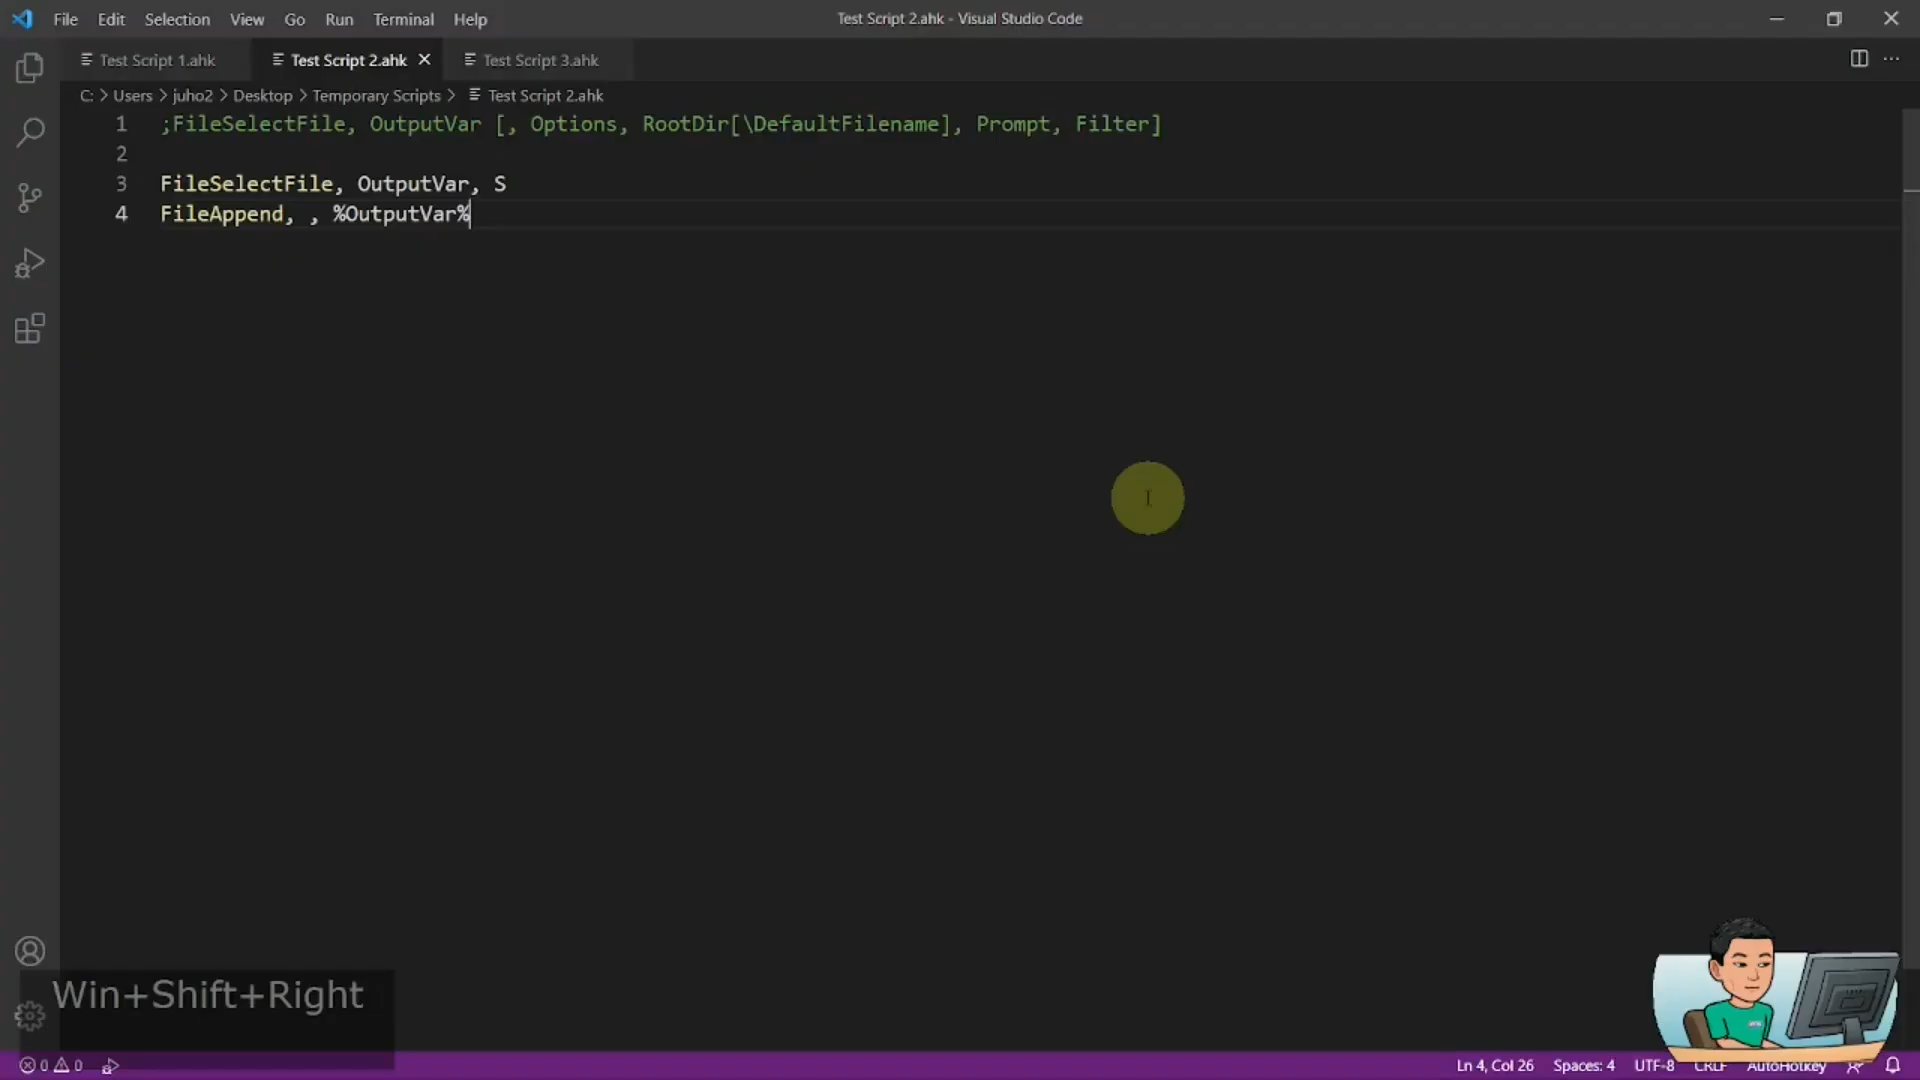 File Edit Selection View Go Run Terminal Help
Test Script 2.ahk - Visual Studio Code
Test Script 1.ahk
Test Script 2.ahk
Test Script 3.ahk
C: > Users > juho2 > Desktop > Temporary Scripts > Test Script 2.ahk
1 ;FileSelectFile, OutputVar [, Options, RootDir[\DefaultFilename], Prompt, Filter]
2
3 FileSelectFile, OutputVar, S
4 FileAppend, , %OutputVar%
Win+Shift+Right
0 0
Ln 4, Col 26 Spaces: 4 UTF-8 CRLF AutoHotkey